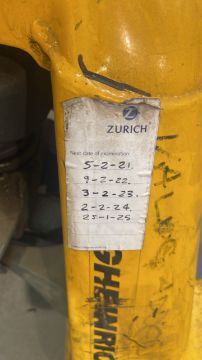 ZURICH
Next date of examination
5-2-21.
9-2-22.
3-2-23.
2-2-24.
25-1-25
GHEINRIC